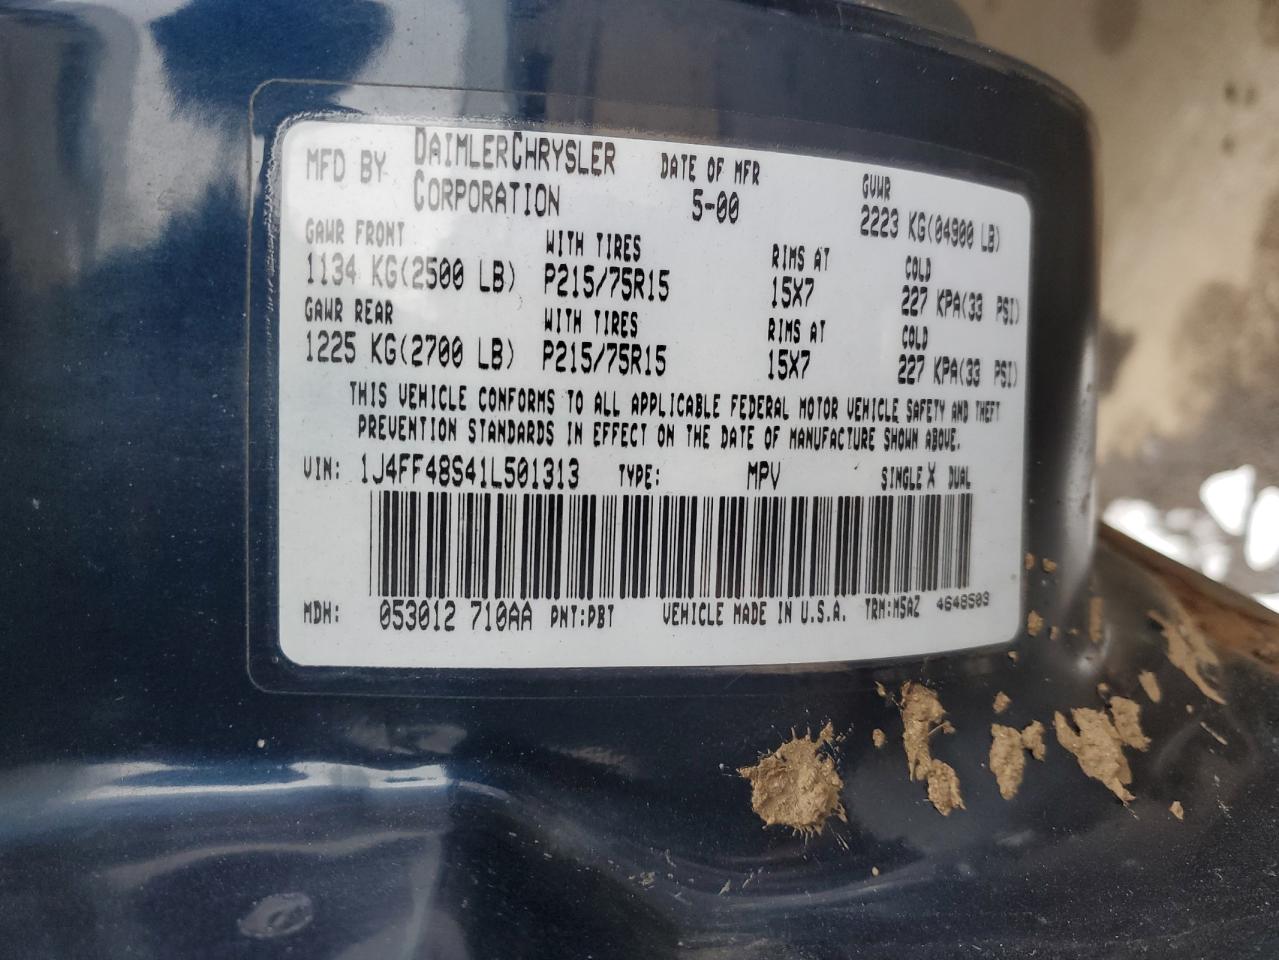 MFD BY DAIMLERCHRYSLER CORPORATION DATE OF MFR 5-00 GVWR 2223 KG(04900 LB)
GAWR FRONT WITH TIRES RIMS AT COLD
1134 KG(2500 LB) P215/75R15 15X7 227 KPA(33 PSI)
GAWR REAR WITH TIRES RIMS AT COLD
1225 KG(2700 LB) P215/75R15 15X7 227 KPA(33 PSI)
THIS VEHICLE CONFORMS TO ALL APPLICABLE FEDERAL MOTOR VEHICLE SAFETY AND THEFT
PREVENTION STANDARDS IN EFFECT ON THE DATE OF MANUFACTURE SHOWN ABOVE.
VIN: 1J4FF48S41L501313 TYPE: MPV SINGLE X DUAL
MDH: 053012 710AA PNT:PBT VEHICLE MADE IN U.S.A. TRM:M5AZ 4648503